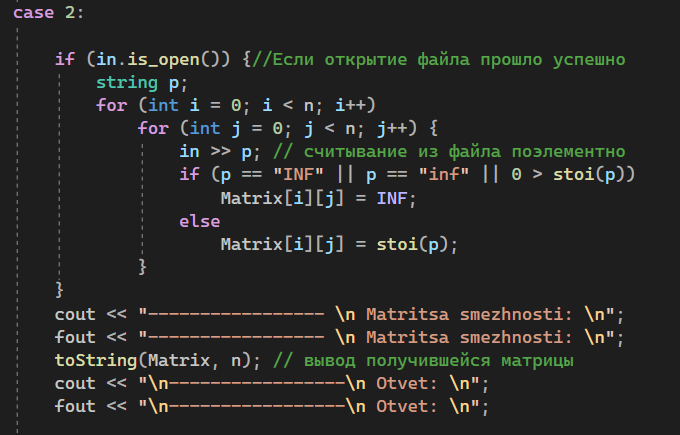 case 2:
if (in.is_open()) {//Если открытие файла прошло успешно
string p;
for (int i = 0; i < n; i++)
for (int j = 0; j < n; j++) {
in >> p; // считывание из файла поэлементно
if (p == "INF" || p == "inf" || 0 > stoi(p))
Matrix[i][j] = INF;
else
Matrix[i][j] = stoi(p);
}
}
cout << "----------------- \n Matritsa smezhnosti: \n";
fout << "----------------- \n Matritsa smezhnosti: \n";
toString(Matrix, n); // вывод получившейся матрицы
cout << "\n-----------------\n Otvet: \n";
fout << "\n-----------------\n Otvet: \n";